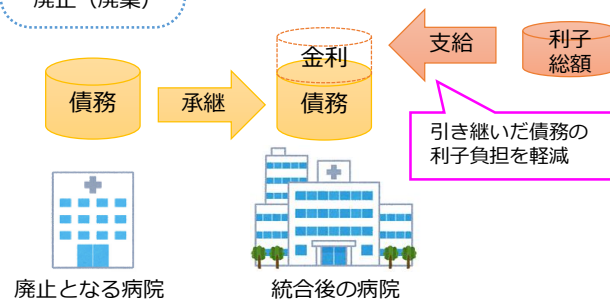 廃止（廃業）
金利
支給
利子
総額
債務
承継
債務
引き継いだ債務の
利子負担を軽減
廃止となる病院
統合後の病院